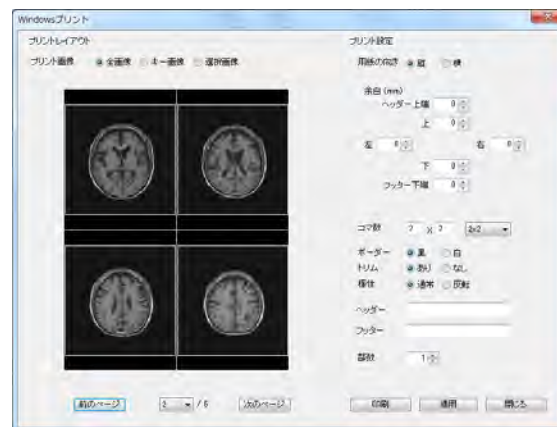 Windowsプリント
プリントレイアウト
プリント画像 全画像 キー画像 選択画像
前のページ
/ 6
次のページ
プリント設定
用紙の向き 縦 横
余白(mm)
ヘッダー上端 0
上 0
左 0 右 0
下 0
フッター下端 0
コマ数 2 x 2 2x2
ボーダー 黒 白
トリム あり なし
極性 通常 反転
ヘッダー
フッター
部数 1
印刷 適用 閉じる